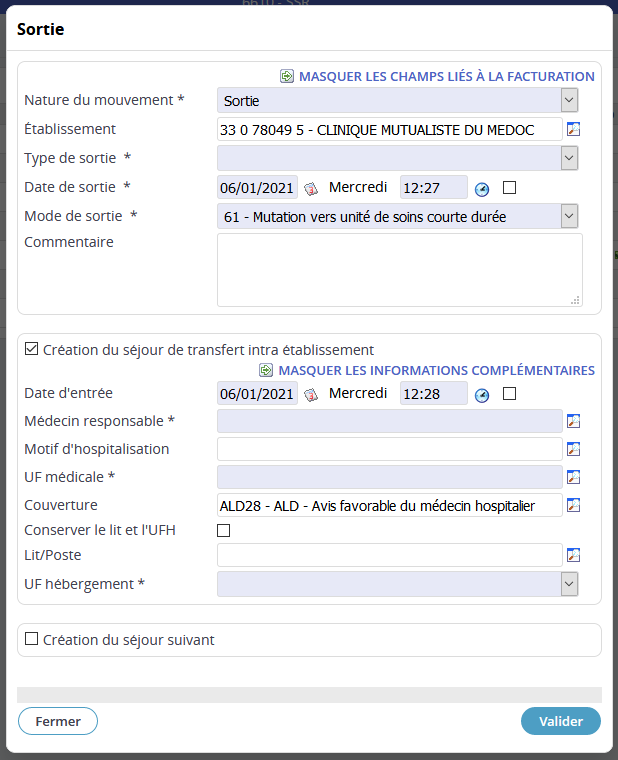 6610 - SSR
Sortie
MASQUER LES CHAMPS LIÉS À LA FACTURATION
Nature du mouvement * Sortie
Établissement 33 0 78049 5 - CLINIQUE MUTUALISTE DU MEDOC
Type de sortie *
Date de sortie * 06/01/2021 Mercredi 12:27
Mode de sortie * 61 - Mutation vers unité de soins courte durée
Commentaire
Création du séjour de transfert intra établissement
MASQUER LES INFORMATIONS COMPLÉMENTAIRES
Date d'entrée 06/01/2021 Mercredi 12:28
Médecin responsable *
Motif d'hospitalisation
UF médicale *
Couverture ALD28 - ALD - Avis favorable du médecin hospitalier
Conserver le lit et l'UFH
Lit/Poste
UF hébergement *
Création du séjour suivant
Fermer Valider